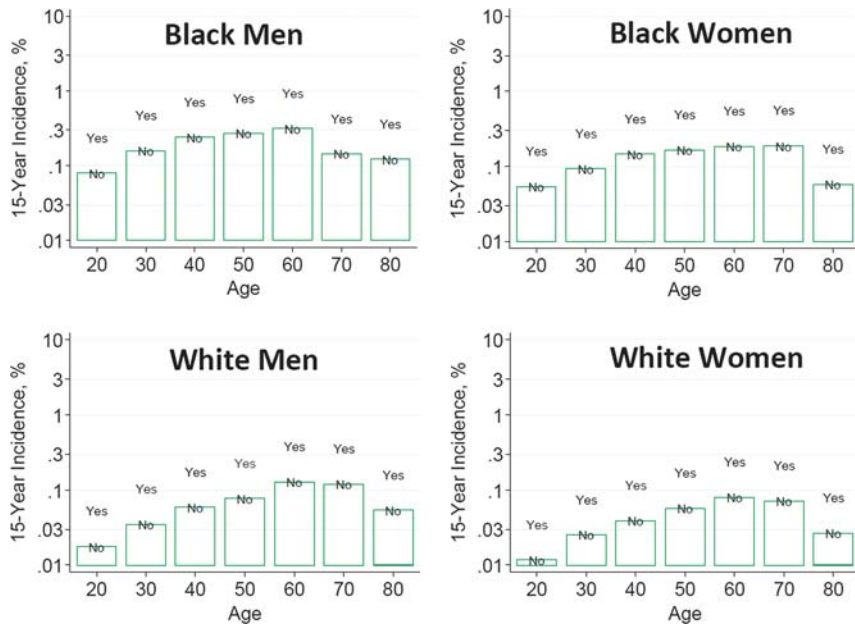 Black Men
15-Year Incidence, %
10
3
1
.3
.1
.03
.01
Yes Yes Yes Yes Yes Yes Yes
No No No No No No No
20 30 40 50 60 70 80
Age
Black Women
15-Year Incidence, %
10
3
1
.3
.1
.03
.01
Yes Yes Yes Yes Yes Yes Yes
No No No No No No No
20 30 40 50 60 70 80
Age
White Men
15-Year Incidence, %
10
3
1
.3
.1
.03
.01
Yes Yes Yes Yes Yes Yes Yes
No No No No No No No
20 30 40 50 60 70 80
Age
White Women
15-Year Incidence, %
10
3
1
.3
.1
.03
.01
Yes Yes Yes Yes Yes Yes Yes
No No No No No No No
20 30 40 50 60 70 80
Age